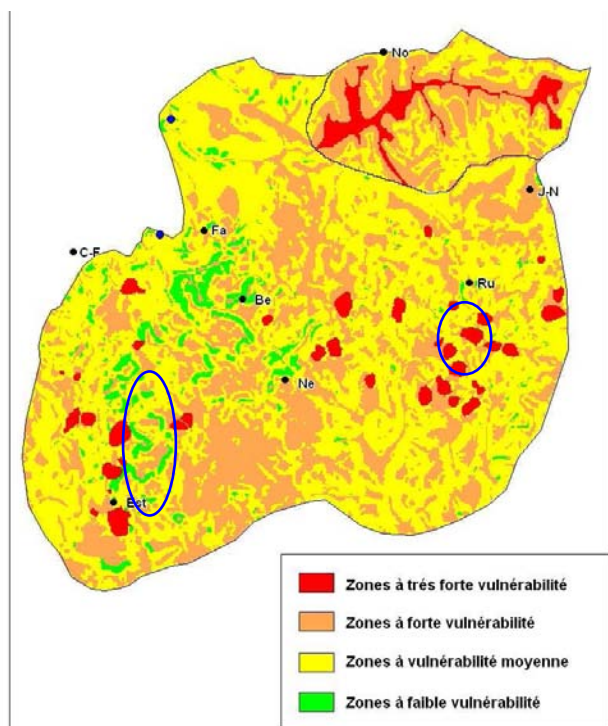 No
J-N
Fa
C-F
Ru
Be
Ne
Est
Zones à trés forte vulnérabilité
Zones à forte vulnérabilité
Zones à vulnérabilité moyenne
Zones à faible vulnérabilité